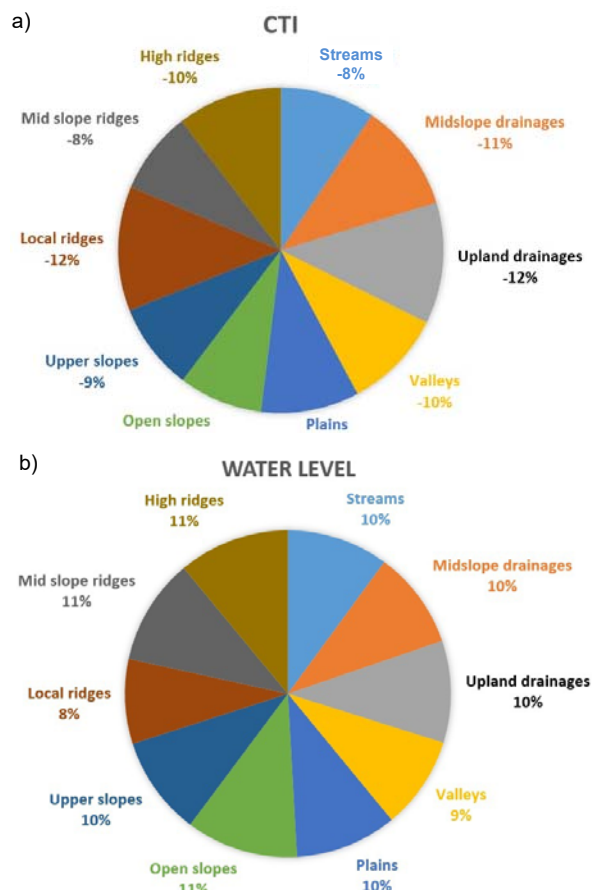 a)
CTI
High ridges
-10%
Streams
-8%
Mid slope ridges
-8%
Midslope drainages
-11%
Local ridges
-12%
Upland drainages
-12%
Upper slopes
-9%
Valleys
-10%
Open slopes
Plains
b)
WATER LEVEL
High ridges
11%
Streams
10%
Mid slope ridges
11%
Midslope drainages
10%
Local ridges
8%
Upland drainages
10%
Upper slopes
10%
Valleys
9%
Open slopes
11%
Plains
10%